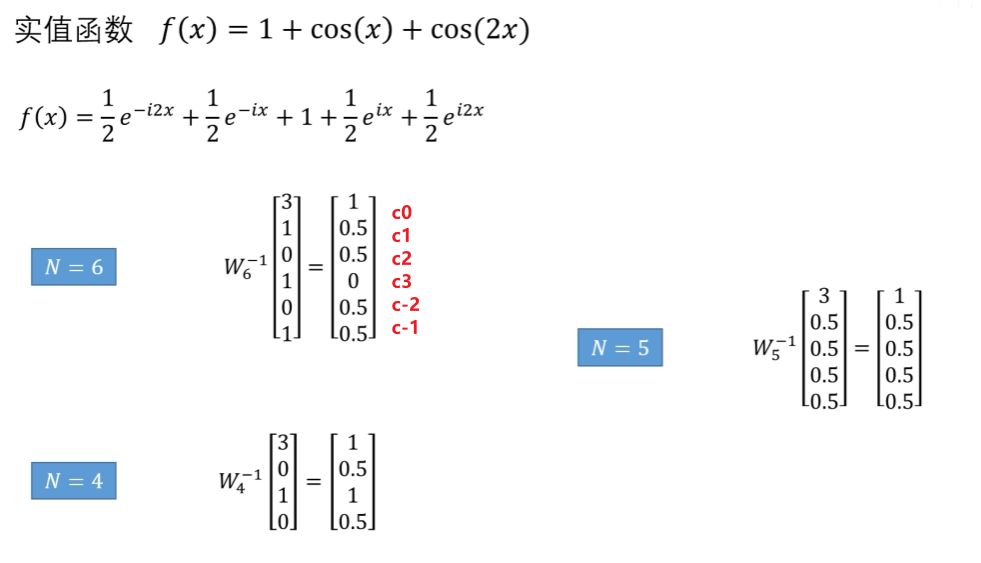 实值函数 f(x) = 1 + cos(x) + cos(2x)
f(x) = \frac{1}{2}e^{-i2x} + \frac{1}{2}e^{-ix} + 1 + \frac{1}{2}e^{ix} + \frac{1}{2}e^{i2x}
N = 6
W_6^{-1} \begin{bmatrix} 3 \\ 1 \\ 0 \\ 1 \\ 0 \\ 1 \end{bmatrix} = \begin{bmatrix} 1 \\ 0.5 \\ 0.5 \\ 0 \\ 0.5 \\ 0.5 \end{bmatrix}
c0
c1
c2
c3
c-2
c-1
N = 5
W_5^{-1} \begin{bmatrix} 3 \\ 0.5 \\ 0.5 \\ 0.5 \\ 0.5 \end{bmatrix} = \begin{bmatrix} 1 \\ 0.5 \\ 0.5 \\ 0.5 \\ 0.5 \end{bmatrix}
N = 4
W_4^{-1} \begin{bmatrix} 3 \\ 0 \\ 1 \\ 0 \end{bmatrix} = \begin{bmatrix} 1 \\ 0.5 \\ 1 \\ 0.5 \end{bmatrix}